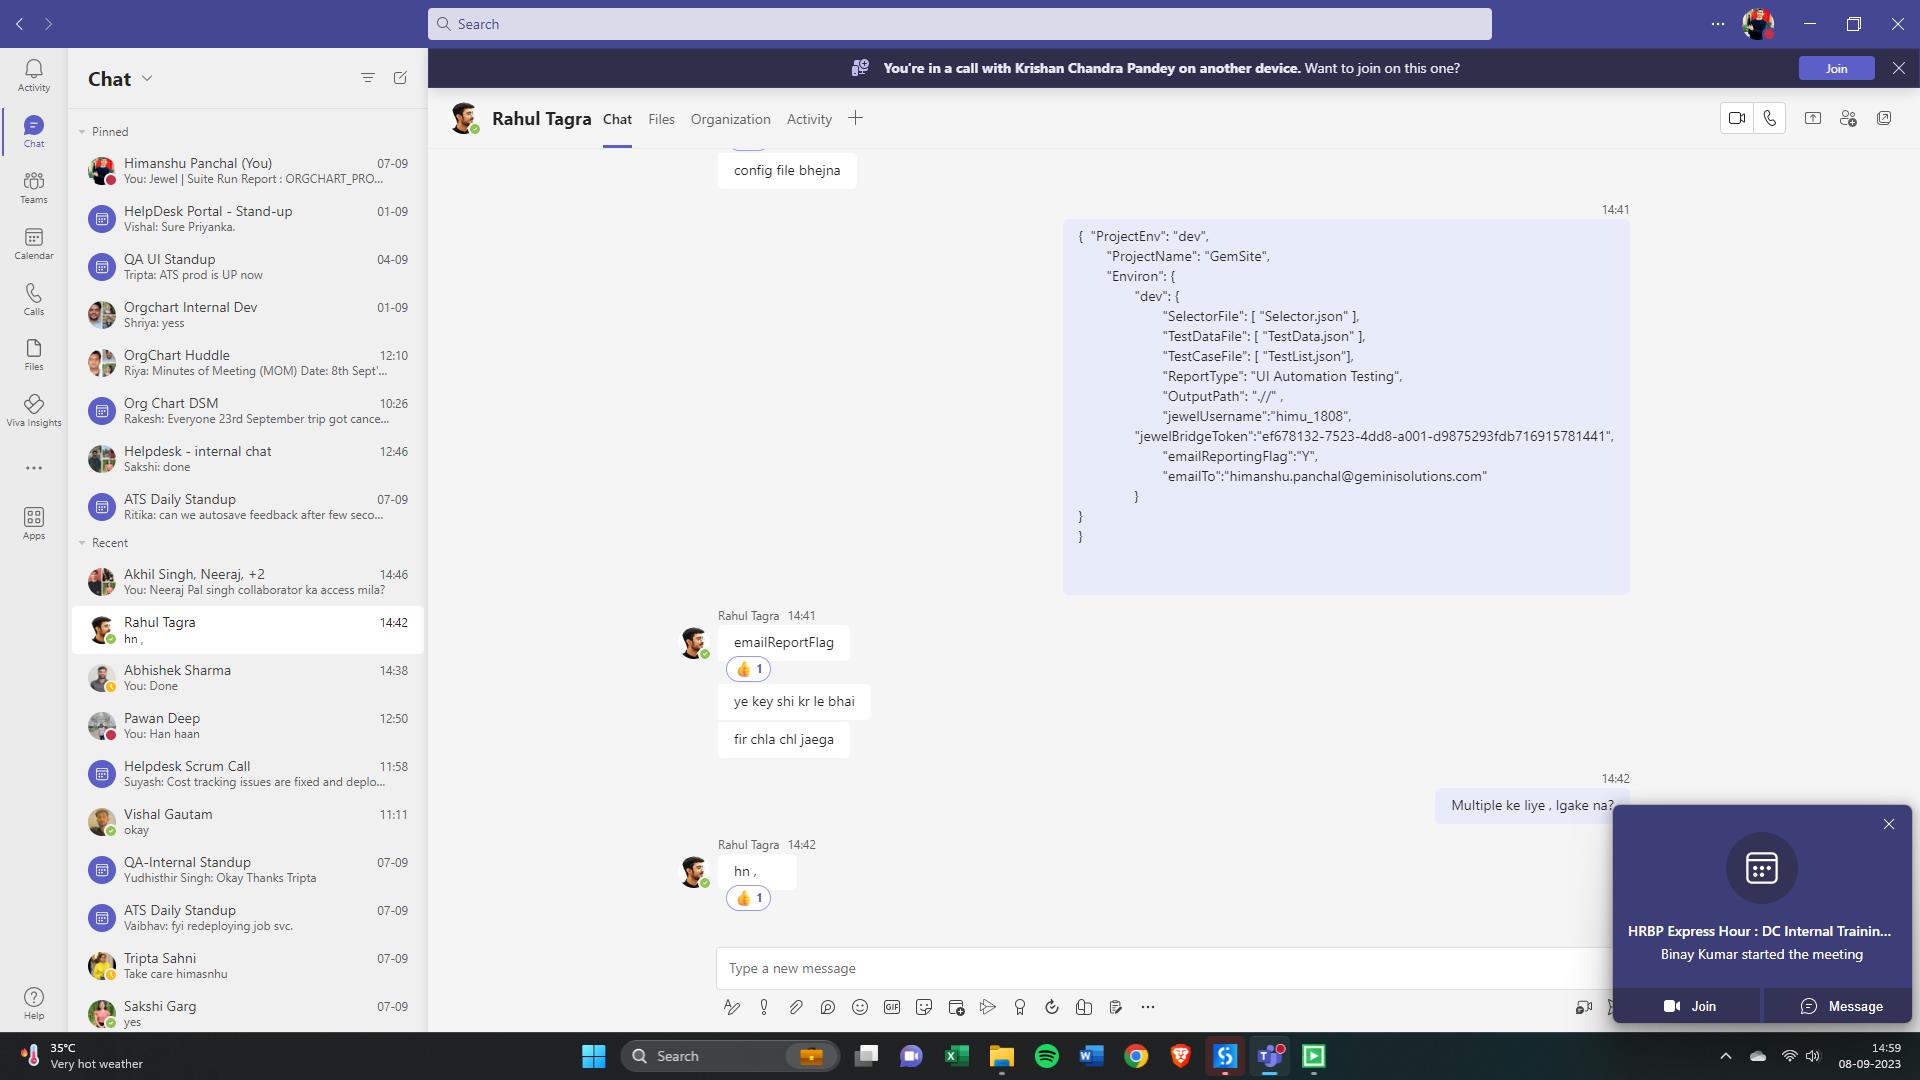 Search
You're in a call with Krishan Chandra Pandey on another device. Want to join on this one?
Join
Activity
Chat
Teams
Calendar
Calls
Files
Viva Insights
Apps
Help
Chat
Pinned
Himanshu Panchal (You) 07-09
You: Jewel | Suite Run Report : ORGCHART_PRO...
HelpDesk Portal - Stand-up 01-09
Vishal: Sure Priyanka.
QA UI Standup 04-09
Tripta: ATS prod is UP now
Orgchart Internal Dev 01-09
Shriya: yess
OrgChart Huddle 12:10
Riya: Minutes of Meeting (MOM) Date: 8th Sept'...
Org Chart DSM 10:26
Rakesh: Everyone 23rd September trip got cance...
Helpdesk - internal chat 12:46
Sakshi: done
ATS Daily Standup 07-09
Ritika: can we autosave feedback after few seco...
Recent
Akhil Singh, Neeraj, +2 14:46
You: Neeraj Pal singh collaborator ka access mila?
Rahul Tagra 14:42
hn ,
Abhishek Sharma 14:38
You: Done
Pawan Deep 12:50
You: Han haan
Helpdesk Scrum Call 11:58
Suyash: Cost tracking issues are fixed and deplo...
Vishal Gautam 11:11
okay
QA-Internal Standup 07-09
Yudhisthir Singh: Okay Thanks Tripta
ATS Daily Standup 07-09
Vaibhav: fyi redeploying job svc.
Tripta Sahni 07-09
Take care himasnhu
Sakshi Garg 07-09
yes
Rahul Tagra Chat Files Organization Activity
config file bhejna
14:41
{ "ProjectEnv": "dev",
"ProjectName": "GemSite",
"Environ": {
"dev": {
"SelectorFile": [ "Selector.json" ],
"TestDataFile": [ "TestData.json" ],
"TestCaseFile": [ "TestList.json"],
"ReportType": "UI Automation Testing",
"OutputPath": ".//" ,
"jewelUsername":"himu_1808",
"jewelBridgeToken":"ef678132-7523-4dd8-a001-d9875293fdb716915781441",
"emailReportingFlag":"Y",
"emailTo":"himanshu.panchal@geminisolutions.com"
}
}
}
Rahul Tagra 14:41
emailReportFlag
1
ye key shi kr le bhai
fir chla chl jaega
14:42
Multiple ke liye , lgake na?
Rahul Tagra 14:42
hn ,
1
Type a new message
GIF
HRBP Express Hour : DC Internal Trainin...
Binay Kumar started the meeting
Join
Message
35°C
Very hot weather
Search
14:59
08-09-2023